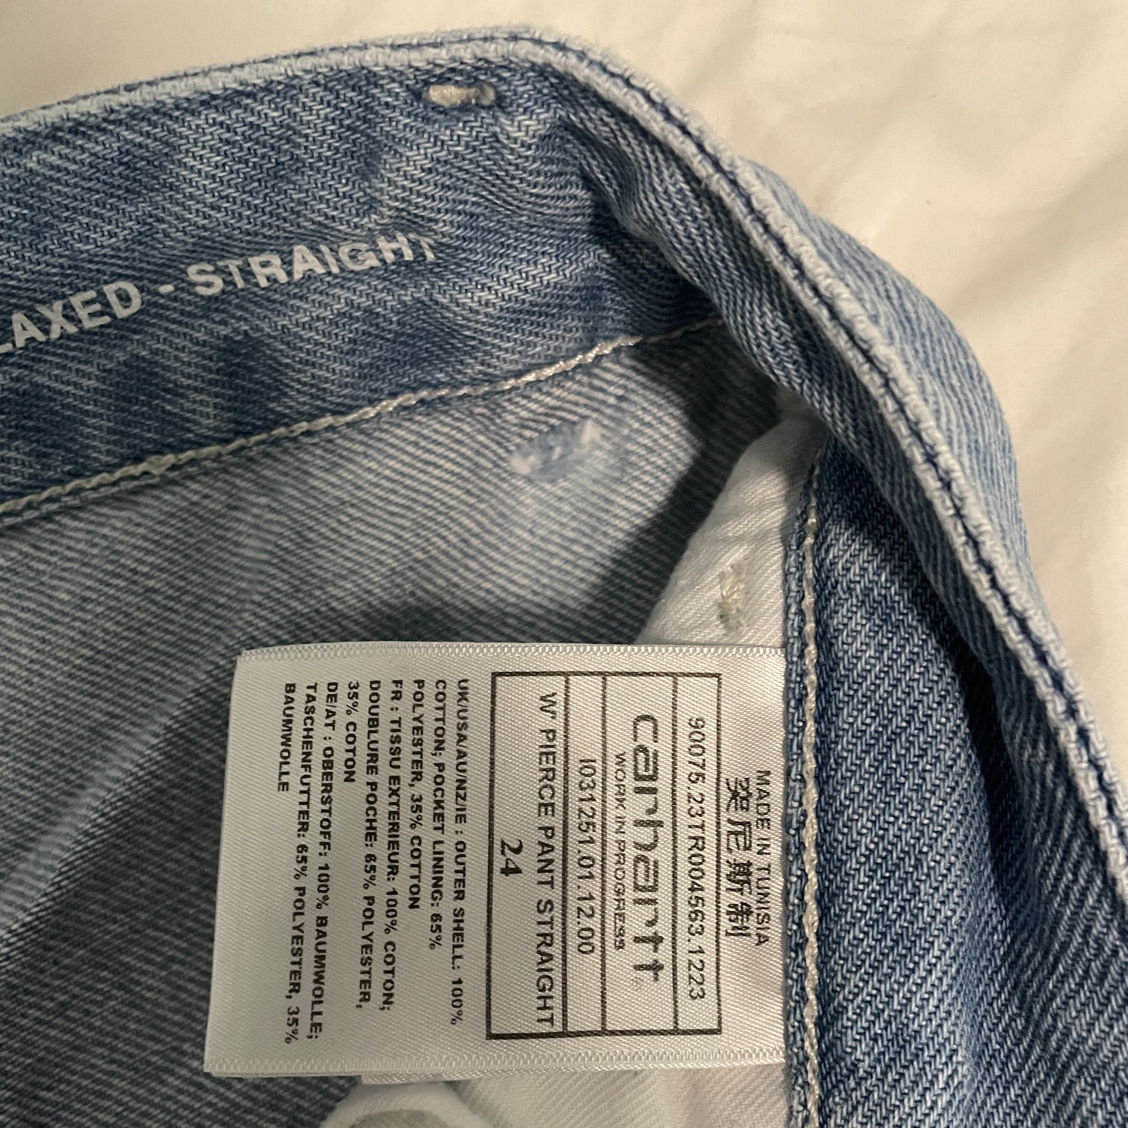 LAXED - STRAIGHT
MADE IN TUNISIA
突尼斯制
90075.23TR004563.1223
carhartt
WORK IN PROGRESS
I031251.01.12.00
W' PIERCE PANT STRAIGHT
24
UK/USA/AU/NZ/IE : OUTER SHELL: 100%
COTTON; POCKET LINING: 65%
POLYESTER, 35% COTTON
FR : TISSU EXTERIEUR: 100% COTON;
DOUBLURE POCHE: 65% POLYESTER,
35% COTON
DE/AT : OBERSTOFF: 100% BAUMWOLLE;
TASCHENFUTTER: 65% POLYESTER, 35%
BAUMWOLLE